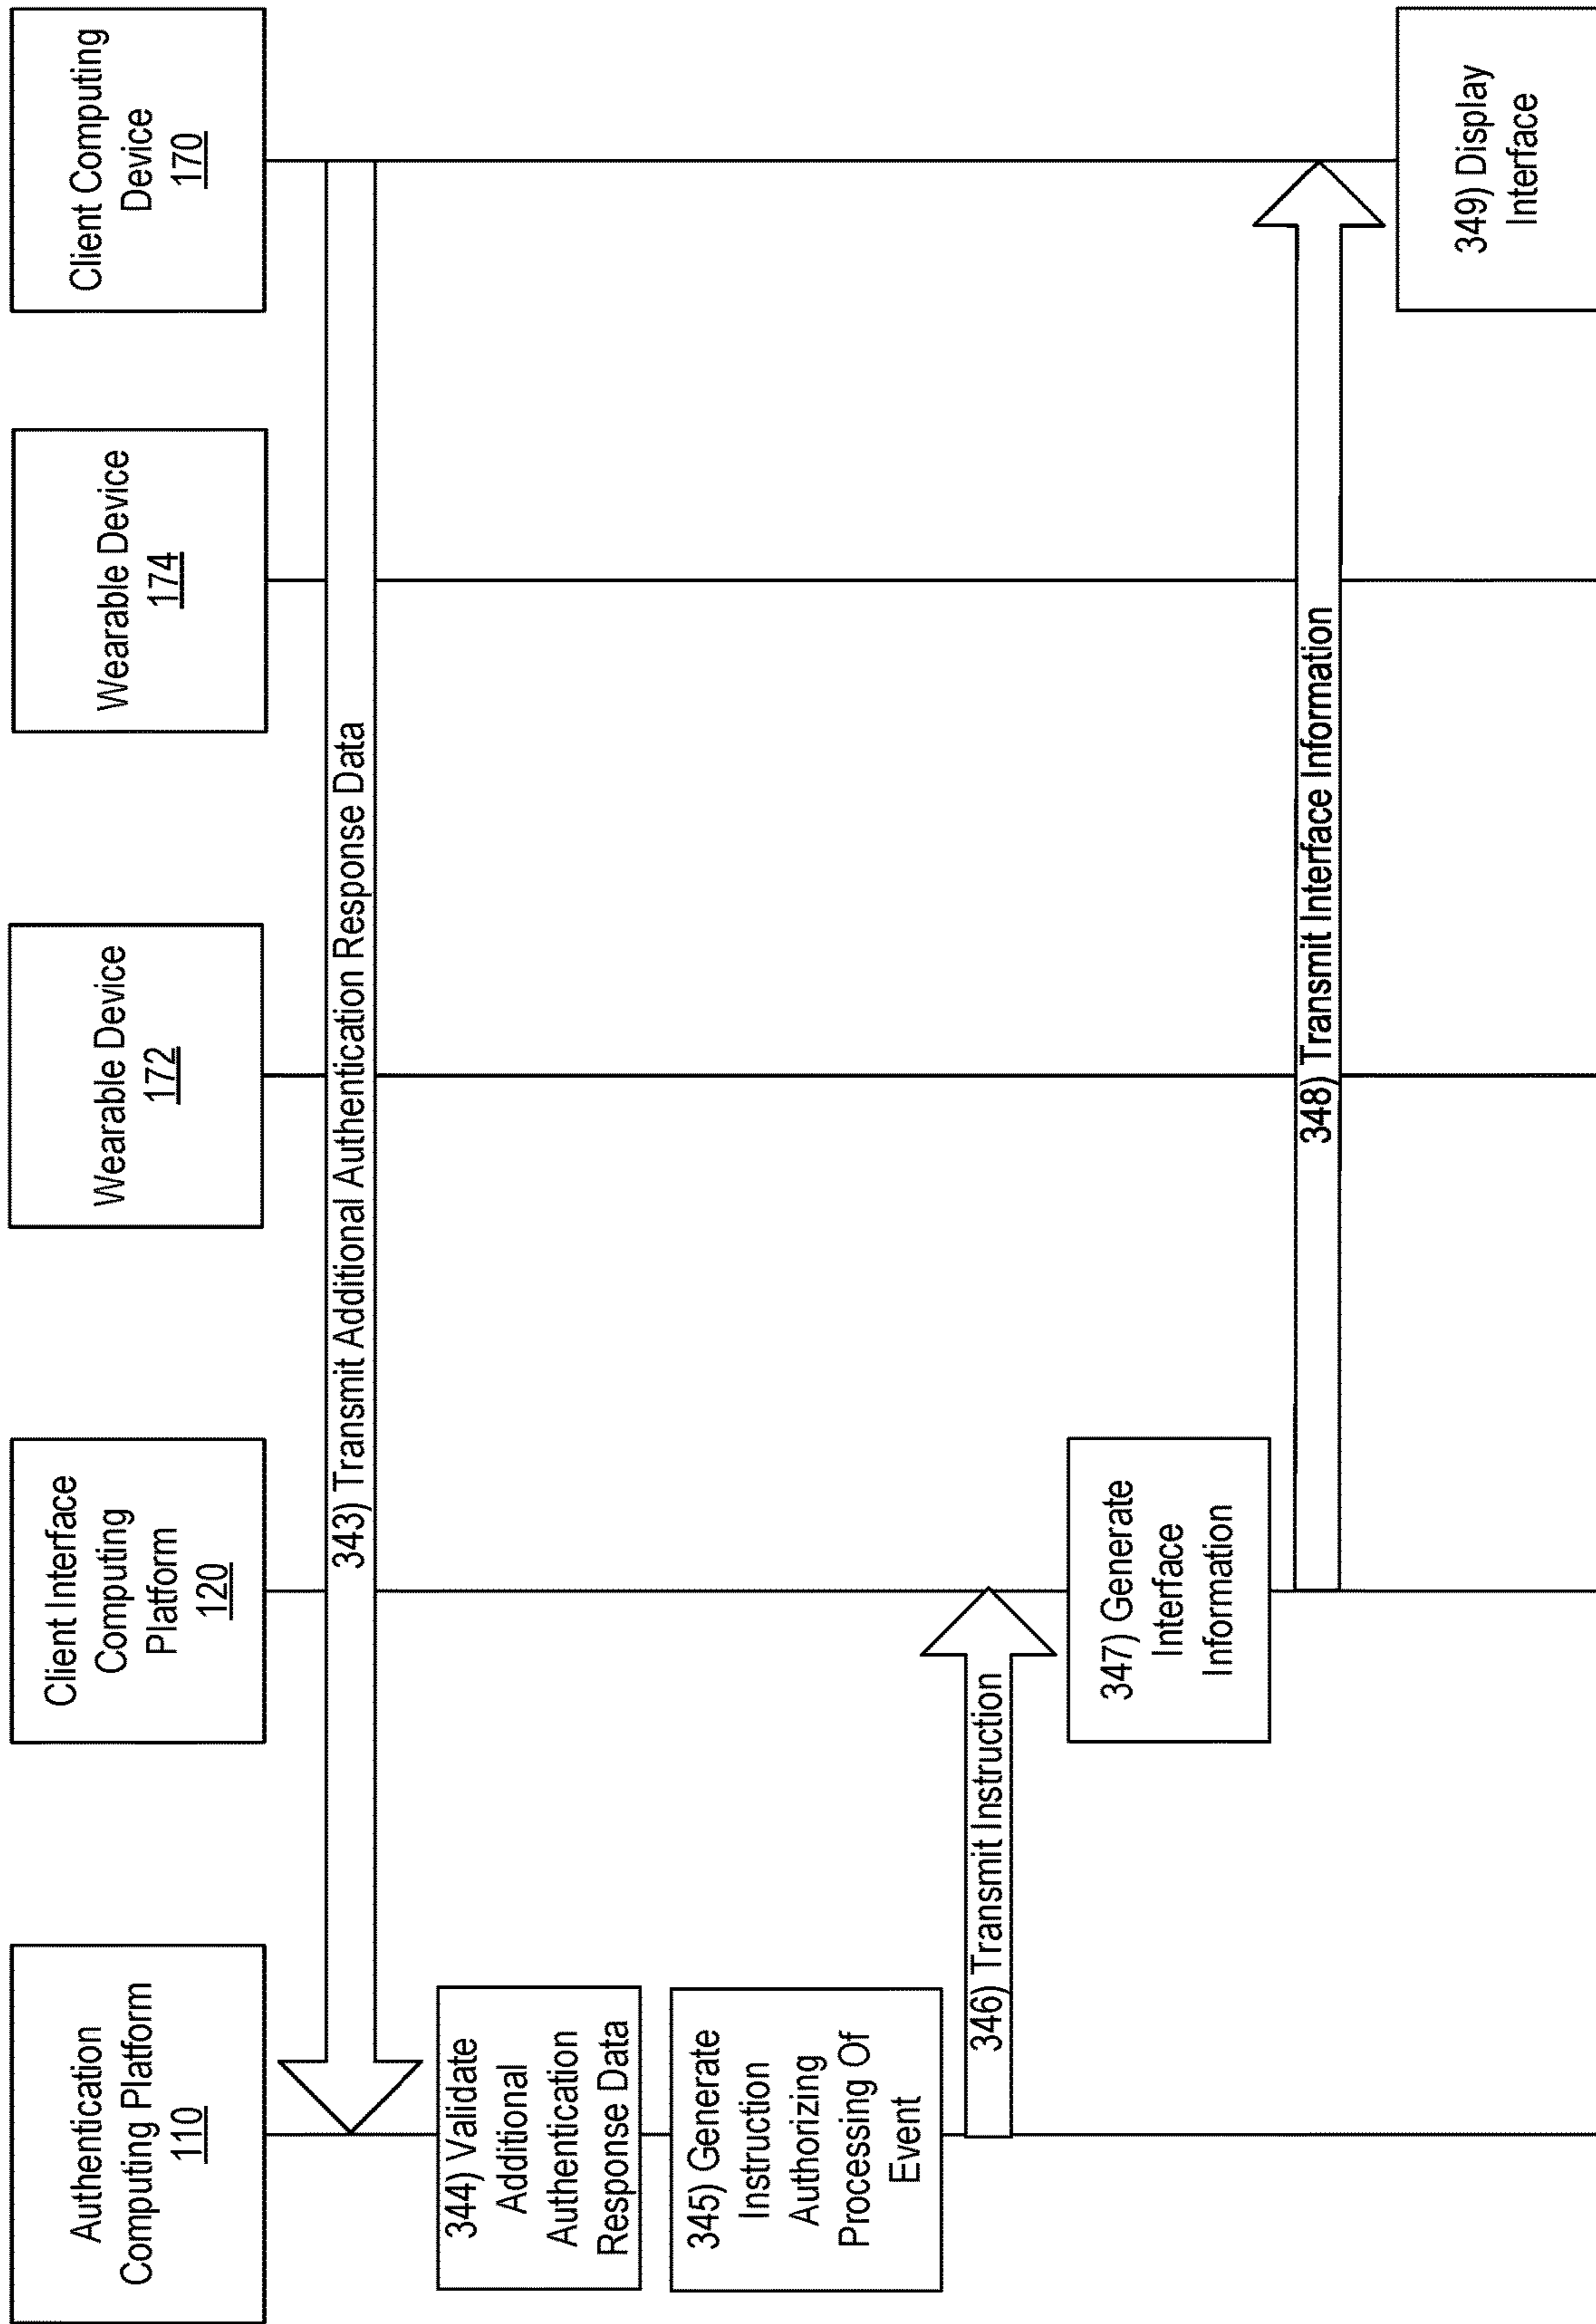 Authentication
Computing Platform
110
Client Interface
Computing
Platform
120
Wearable Device
172
Wearable Device
174
Client Computing
Device
170
343) Transmit Additional Authentication Response Data
344) Validate
Additional
Authentication
Response Data
345) Generate
Instruction
Authorizing
Processing Of
Event
346) Transmit Instruction
347) Generate
Interface
Information
348) Transmit Interface Information
349) Display
Interface